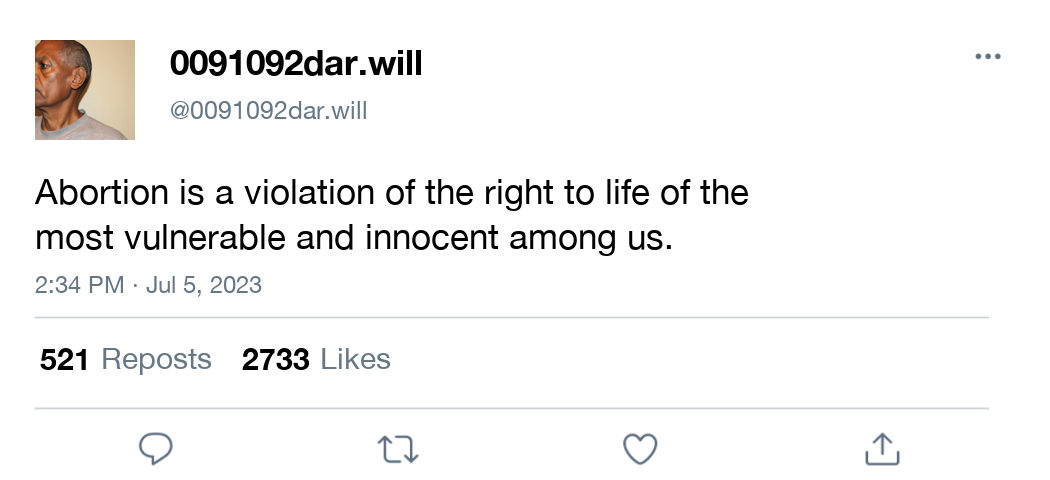 0091092dar.will
@0091092dar.will
Abortion is a violation of the right to life of the
most vulnerable and innocent among us.
2:34 PM · Jul 5, 2023
521 Reposts 2733 Likes